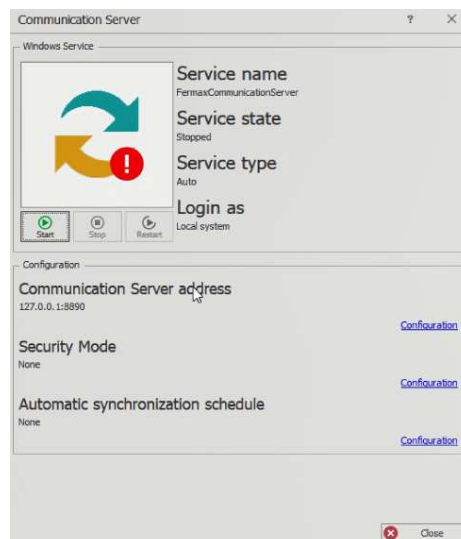 Communication Server ? ×
Windows Service
Service name
FermaxCommunicationServer
Service state
Stopped
Service type
Auto
Login as
Local system
Start Stop Restart
Configuration
Communication Server address
127.0.0.1:8890
Configuration
Security Mode
None
Configuration
Automatic synchronization schedule
None
Configuration
Close